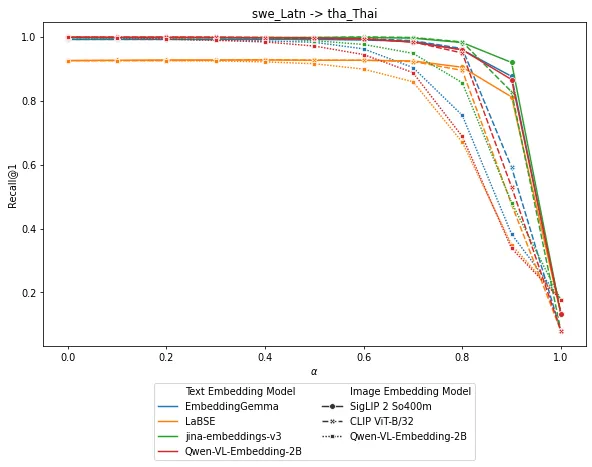 swe_Latn -> tha_Thai
1.0
0.8
0.6
0.4
0.2
Recall@1
0.0 0.2 0.4 0.6 0.8 1.0
α
Text Embedding Model Image Embedding Model
EmbeddingGemma SigLIP 2 So400m
LaBSE CLIP ViT-B/32
jina-embeddings-v3 Qwen-VL-Embedding-2B
Qwen-VL-Embedding-2B